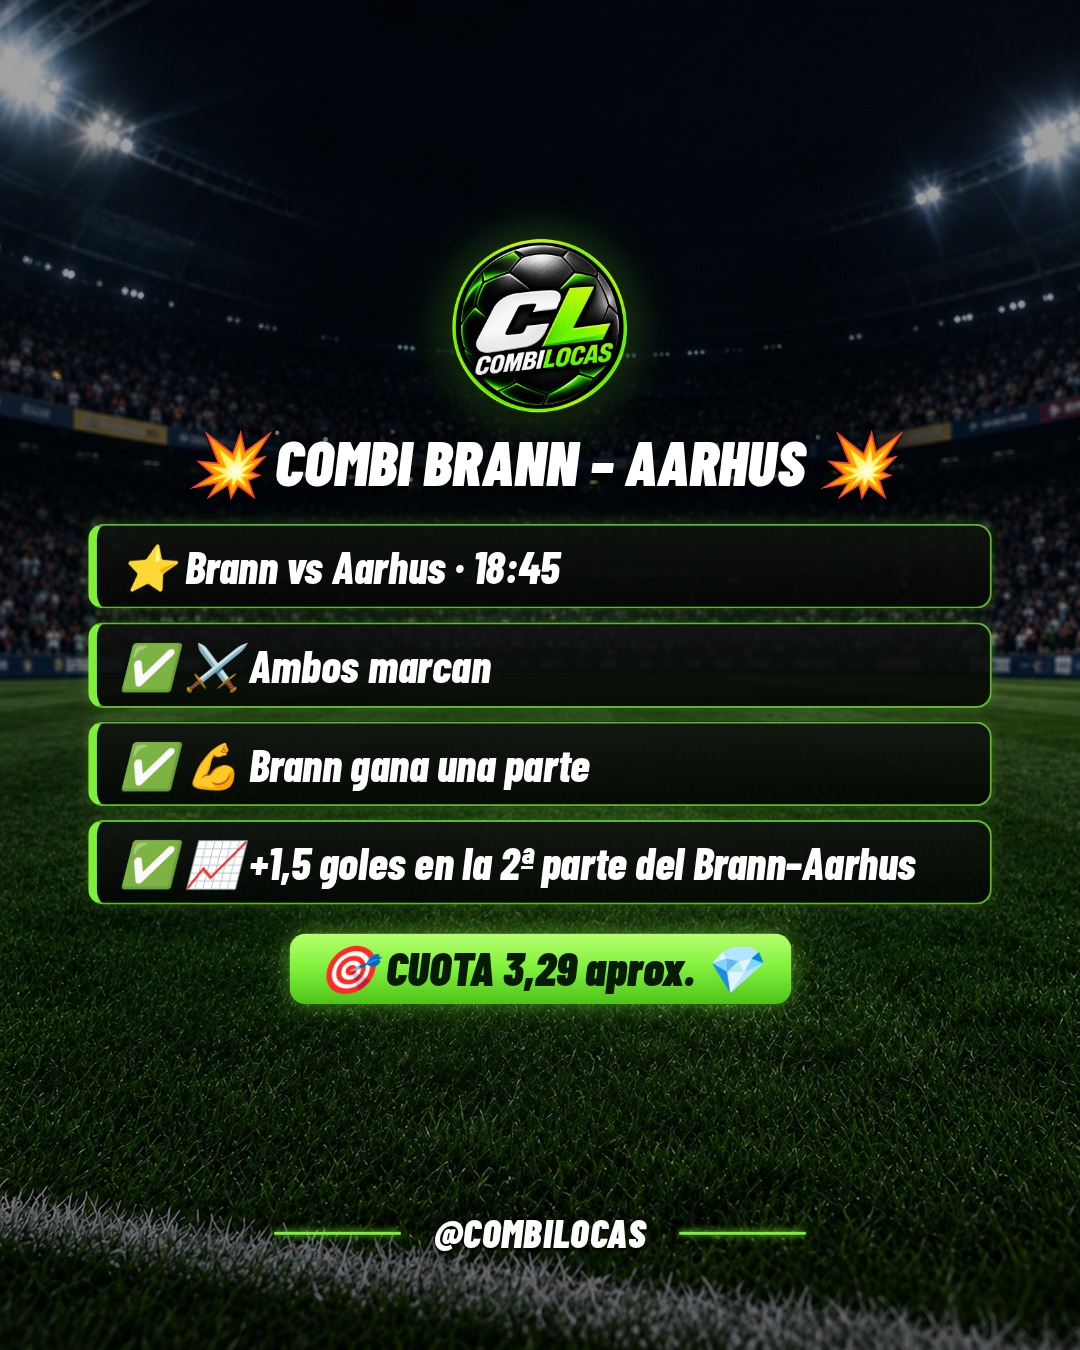 CL
COMBILOCAS
💥 COMBI BRANN - AARHUS 💥
⭐ Brann vs Aarhus · 18:45
✅ ⚔️ Ambos marcan
✅ 💪 Brann gana una parte
✅ 📈 +1,5 goles en la 2ª parte del Brann-Aarhus
🎯 CUOTA 3,29 aprox. 💎
@COMBILOCAS